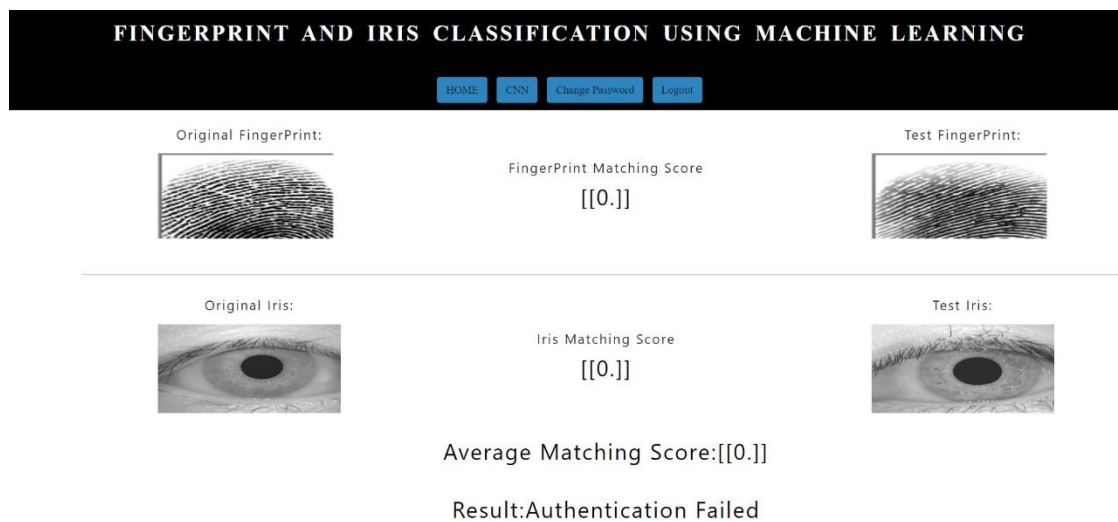 FINGERPRINT AND IRIS CLASSIFICATION USING MACHINE LEARNING
HOME CNN Change Password Logout
Original FingerPrint:
Test FingerPrint:
FingerPrint Matching Score
[[0.]]
Original Iris:
Test Iris:
Iris Matching Score
[[0.]]
Average Matching Score:[[0.]]
Result:Authentication Failed